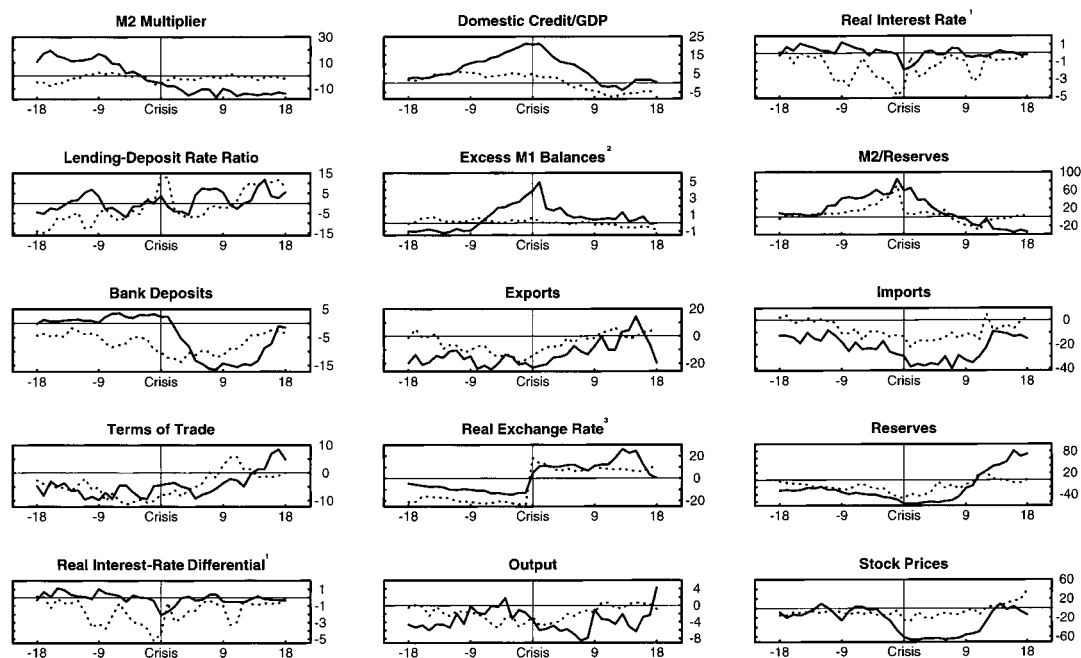 M2 Multiplier
30
10
-10
-18 -9 Crisis 9 18
Domestic Credit/GDP
25
15
5
-5
-18 -9 Crisis 9 18
Real Interest Rate¹
1
-1
-3
-5
-18 -9 Crisis 9 18
Lending-Deposit Rate Ratio
15
5
-5
-15
-18 -9 Crisis 9 18
Excess M1 Balances²
5
3
1
-1
-18 -9 Crisis 9 18
M2/Reserves
100
60
20
-20
-18 -9 Crisis 9 18
Bank Deposits
5
-5
-15
-18 -9 Crisis 9 18
Exports
20
0
-20
-18 -9 Crisis 9 18
Imports
0
-20
-40
-18 -9 Crisis 9 18
Terms of Trade
10
0
-10
-18 -9 Crisis 9 18
Real Exchange Rate³
20
0
-20
-18 -9 Crisis 9 18
Reserves
80
40
-40
-18 -9 Crisis 9 18
Real Interest-Rate Differential¹
1
-1
-3
-5
-18 -9 Crisis 9 18
Output
4
0
-4
-8
-18 -9 Crisis 9 18
Stock Prices
60
20
-20
-60
-18 -9 Crisis 9 18